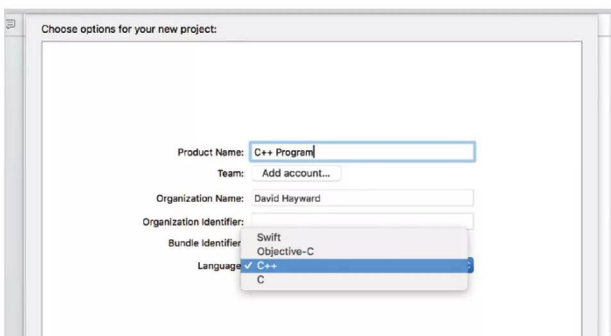 Choose options for your new project:
Product Name: C++ Program
Team: Add account...
Organization Name: David Hayward
Organization Identifier:
Bundle Identifier
Swift
Objective-C
Language ✓ C++
C